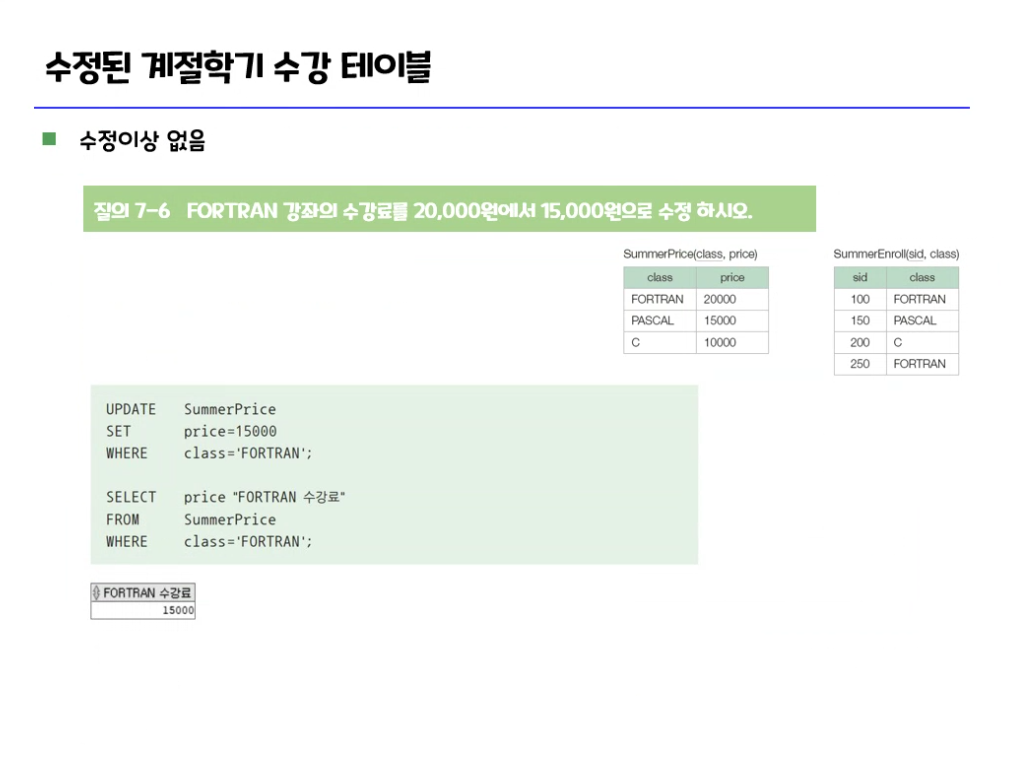 수정된 계절학기 수강 테이블
수정이상 없음
질의 7-6 FORTRAN 강좌의 수강료를 20,000원에서 15,000원으로 수정 하시오.
SummerPrice(class, price)
class price
FORTRAN 20000
PASCAL 15000
C 10000
SummerEnroll(sid, class)
sid class
100 FORTRAN
150 PASCAL
200 C
250 FORTRAN
UPDATE SummerPrice
SET price=15000
WHERE class='FORTRAN';
SELECT price "FORTRAN 수강료"
FROM SummerPrice
WHERE class='FORTRAN';
FORTRAN 수강료
15000